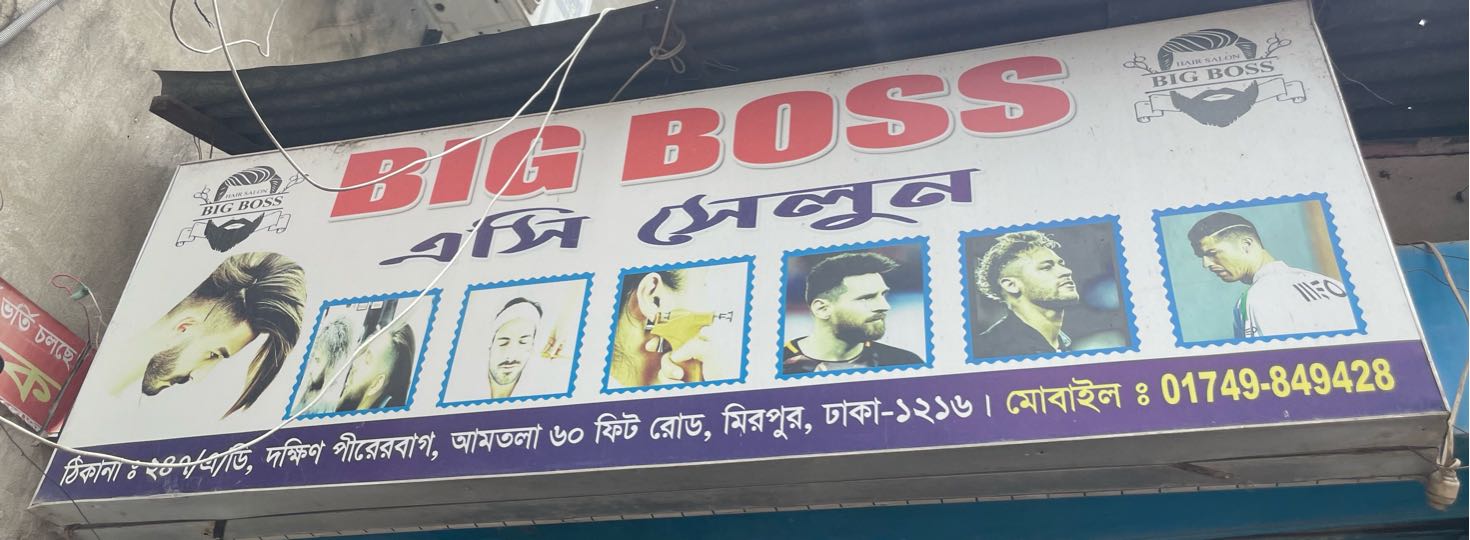 BIG BOSS
এসি সেলুন
HAIR SALON
BIG BOSS
HAIR SALON
BIG BOSS
ঠিকানা ঃ ২৪৭/এ/ডি, দক্ষিণ পীরেরবাগ, আমতলা ৬০ ফিট রোড, মিরপুর, ঢাকা-১২১৬। মোবাইল ঃ 01749-849428
ভর্তি চলছে